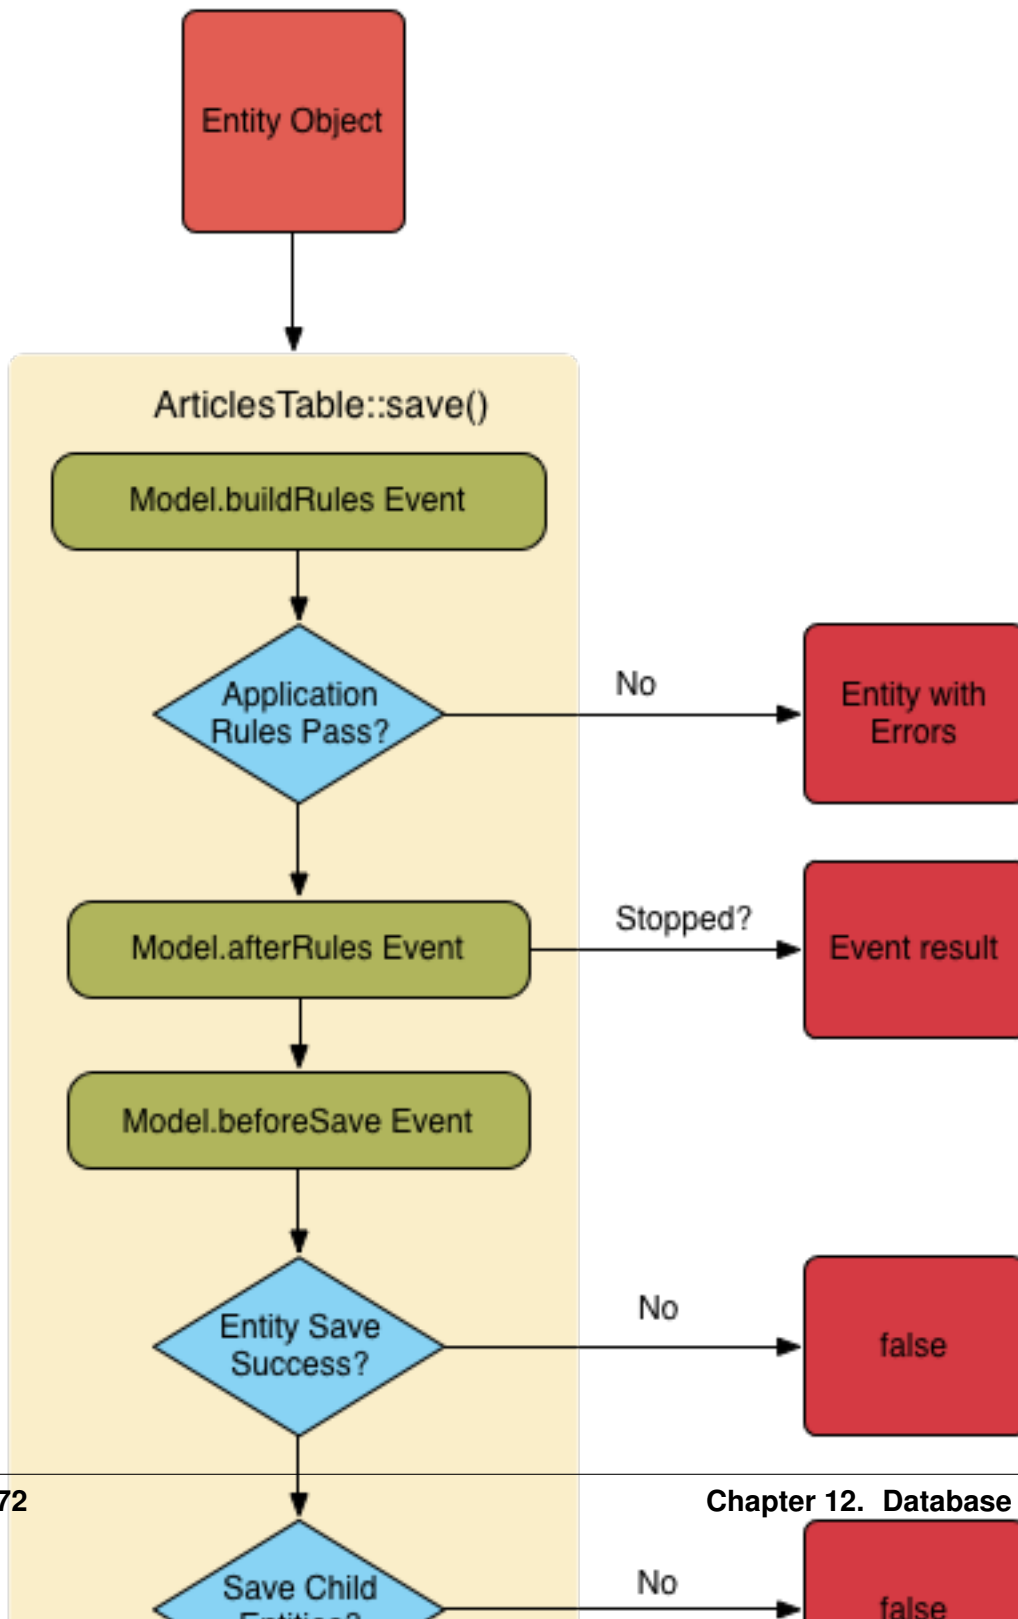 Entity Object
ArticlesTable::save()
Model.buildRules Event
Application
Rules Pass?
No
Entity with
Errors
Model.afterRules Event
Stopped?
Event result
Model.beforeSave Event
Entity Save
Success?
No
false
72
Chapter 12. Database
Save Child
Entities?
No
false